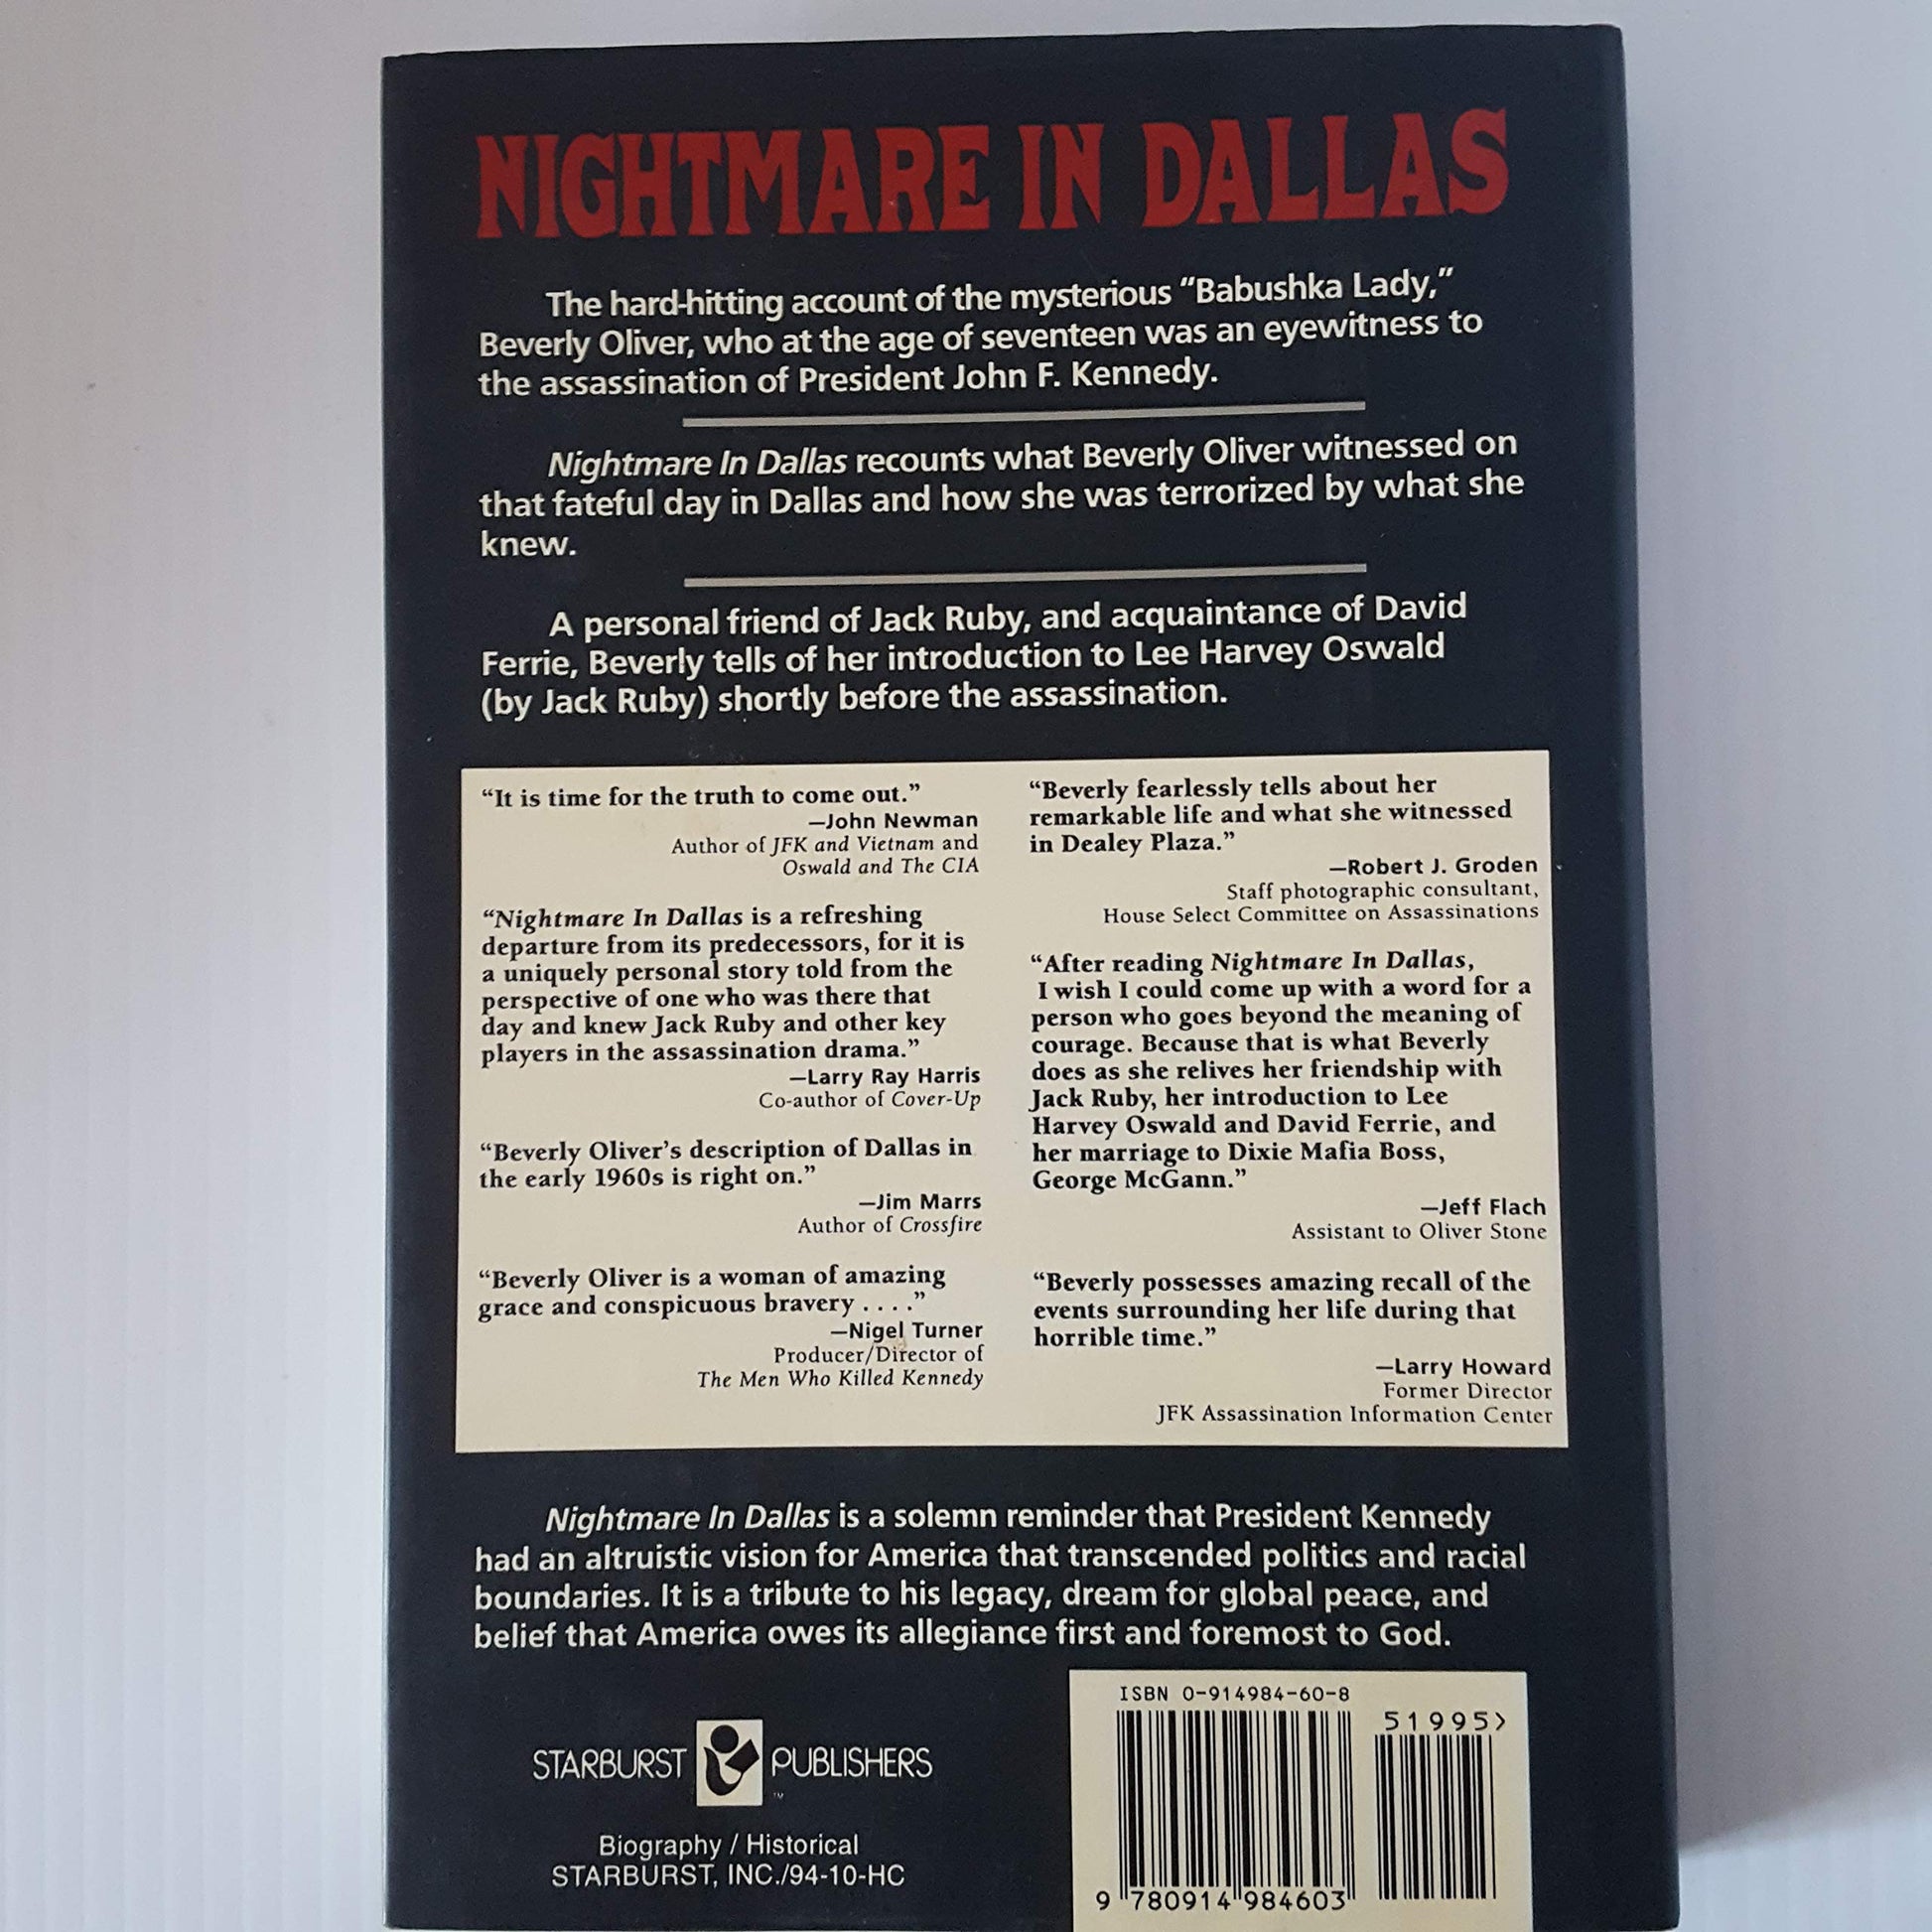 NIGHTMARE IN DALLAS
The hard-hitting account of the mysterious "Babushka Lady,"
Beverly Oliver, who at the age of seventeen was an eyewitness to
the assassination of President John F. Kennedy.
Nightmare In Dallas recounts what Beverly Oliver witnessed on
that fateful day in Dallas and how she was terrorized by what she
knew.
A personal friend of Jack Ruby, and acquaintance of David
Ferrie, Beverly tells of her introduction to Lee Harvey Oswald
(by Jack Ruby) shortly before the assassination.
“It is time for the truth to come out.”
—John Newman
Author of JFK and Vietnam and
Oswald and The CIA
“Nightmare In Dallas is a refreshing
departure from its predecessors, for it is
a uniquely personal story told from the
perspective of one who was there that
day and knew Jack Ruby and other key
players in the assassination drama.”
—Larry Ray Harris
Co-author of Cover-Up
“Beverly Oliver’s description of Dallas in
the early 1960s is right on.”
—Jim Marrs
Author of Crossfire
“Beverly Oliver is a woman of amazing
grace and conspicuous bravery . . . .”
—Nigel Turner
Producer/Director of
The Men Who Killed Kennedy
“Beverly fearlessly tells about her
remarkable life and what she witnessed
in Dealey Plaza.”
—Robert J. Groden
Staff photographic consultant,
House Select Committee on Assassinations
“After reading Nightmare In Dallas,
I wish I could come up with a word for a
person who goes beyond the meaning of
courage. Because that is what Beverly
does as she relives her friendship with
Jack Ruby, her introduction to Lee
Harvey Oswald and David Ferrie, and
her marriage to Dixie Mafia Boss,
George McGann.”
—Jeff Flach
Assistant to Oliver Stone
“Beverly possesses amazing recall of the
events surrounding her life during that
horrible time.”
—Larry Howard
Former Director
JFK Assassination Information Center
Nightmare In Dallas is a solemn reminder that President Kennedy
had an altruistic vision for America that transcended politics and racial
boundaries. It is a tribute to his legacy, dream for global peace, and
belief that America owes its allegiance first and foremost to God.
STARBURST PUBLISHERS
TM
Biography / Historical
STARBURST, INC./94-10-HC
ISBN 0-914984-60-8
51995>
9 780914 984603